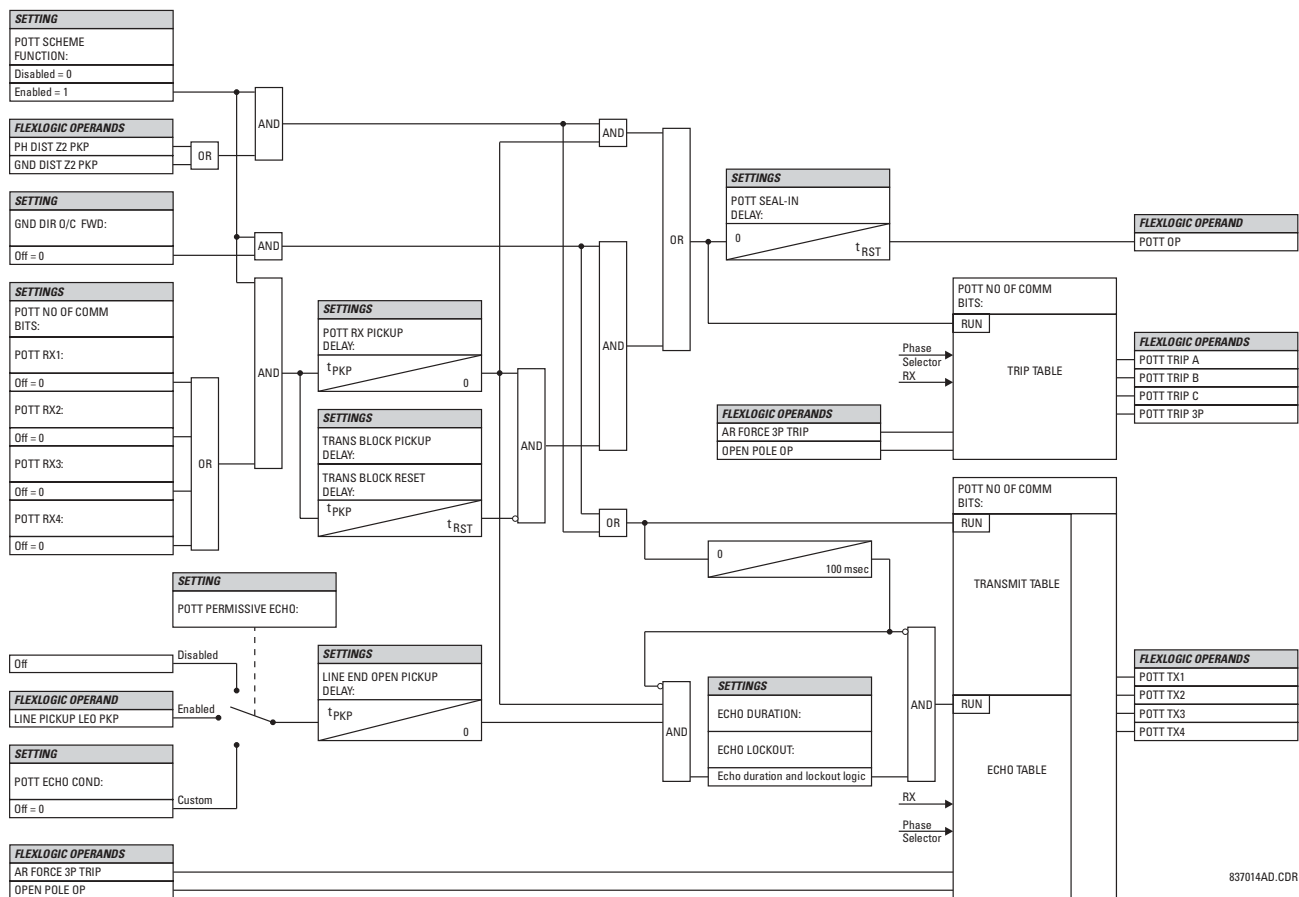 SETTING
POTT SCHEME
FUNCTION:
Disabled = 0
Enabled = 1
FLEXLOGIC OPERANDS
PH DIST Z2 PKP
GND DIST Z2 PKP
OR
AND
SETTING
GND DIR O/C FWD:
Off = 0
AND
SETTINGS
POTT NO OF COMM
BITS:
POTT RX1:
Off = 0
POTT RX2:
Off = 0
POTT RX3:
Off = 0
POTT RX4:
Off = 0
OR
AND
SETTINGS
POTT RX PICKUP
DELAY:
tPKP
0
SETTINGS
TRANS BLOCK PICKUP
DELAY:
TRANS BLOCK RESET
DELAY:
tPKP
tRST
AND
AND
AND
OR
OR
SETTINGS
POTT SEAL-IN
DELAY:
0
tRST
FLEXLOGIC OPERAND
POTT OP
POTT NO OF COMM
BITS:
RUN
Phase
Selector
RX
TRIP TABLE
FLEXLOGIC OPERANDS
POTT TRIP A
POTT TRIP B
POTT TRIP C
POTT TRIP 3P
FLEXLOGIC OPERANDS
AR FORCE 3P TRIP
OPEN POLE OP
POTT NO OF COMM
BITS:
RUN
0
100 msec
TRANSMIT TABLE
SETTING
POTT PERMISSIVE ECHO:
Off
Disabled
FLEXLOGIC OPERAND
LINE PICKUP LEO PKP
Enabled
SETTING
POTT ECHO COND:
Off = 0
Custom
SETTINGS
LINE END OPEN PICKUP
DELAY:
tPKP
0
AND
SETTINGS
ECHO DURATION:
ECHO LOCKOUT:
Echo duration and lockout logic
AND
RUN
ECHO TABLE
RX
Phase
Selector
FLEXLOGIC OPERANDS
POTT TX1
POTT TX2
POTT TX3
POTT TX4
FLEXLOGIC OPERANDS
AR FORCE 3P TRIP
OPEN POLE OP
837014AD.CDR